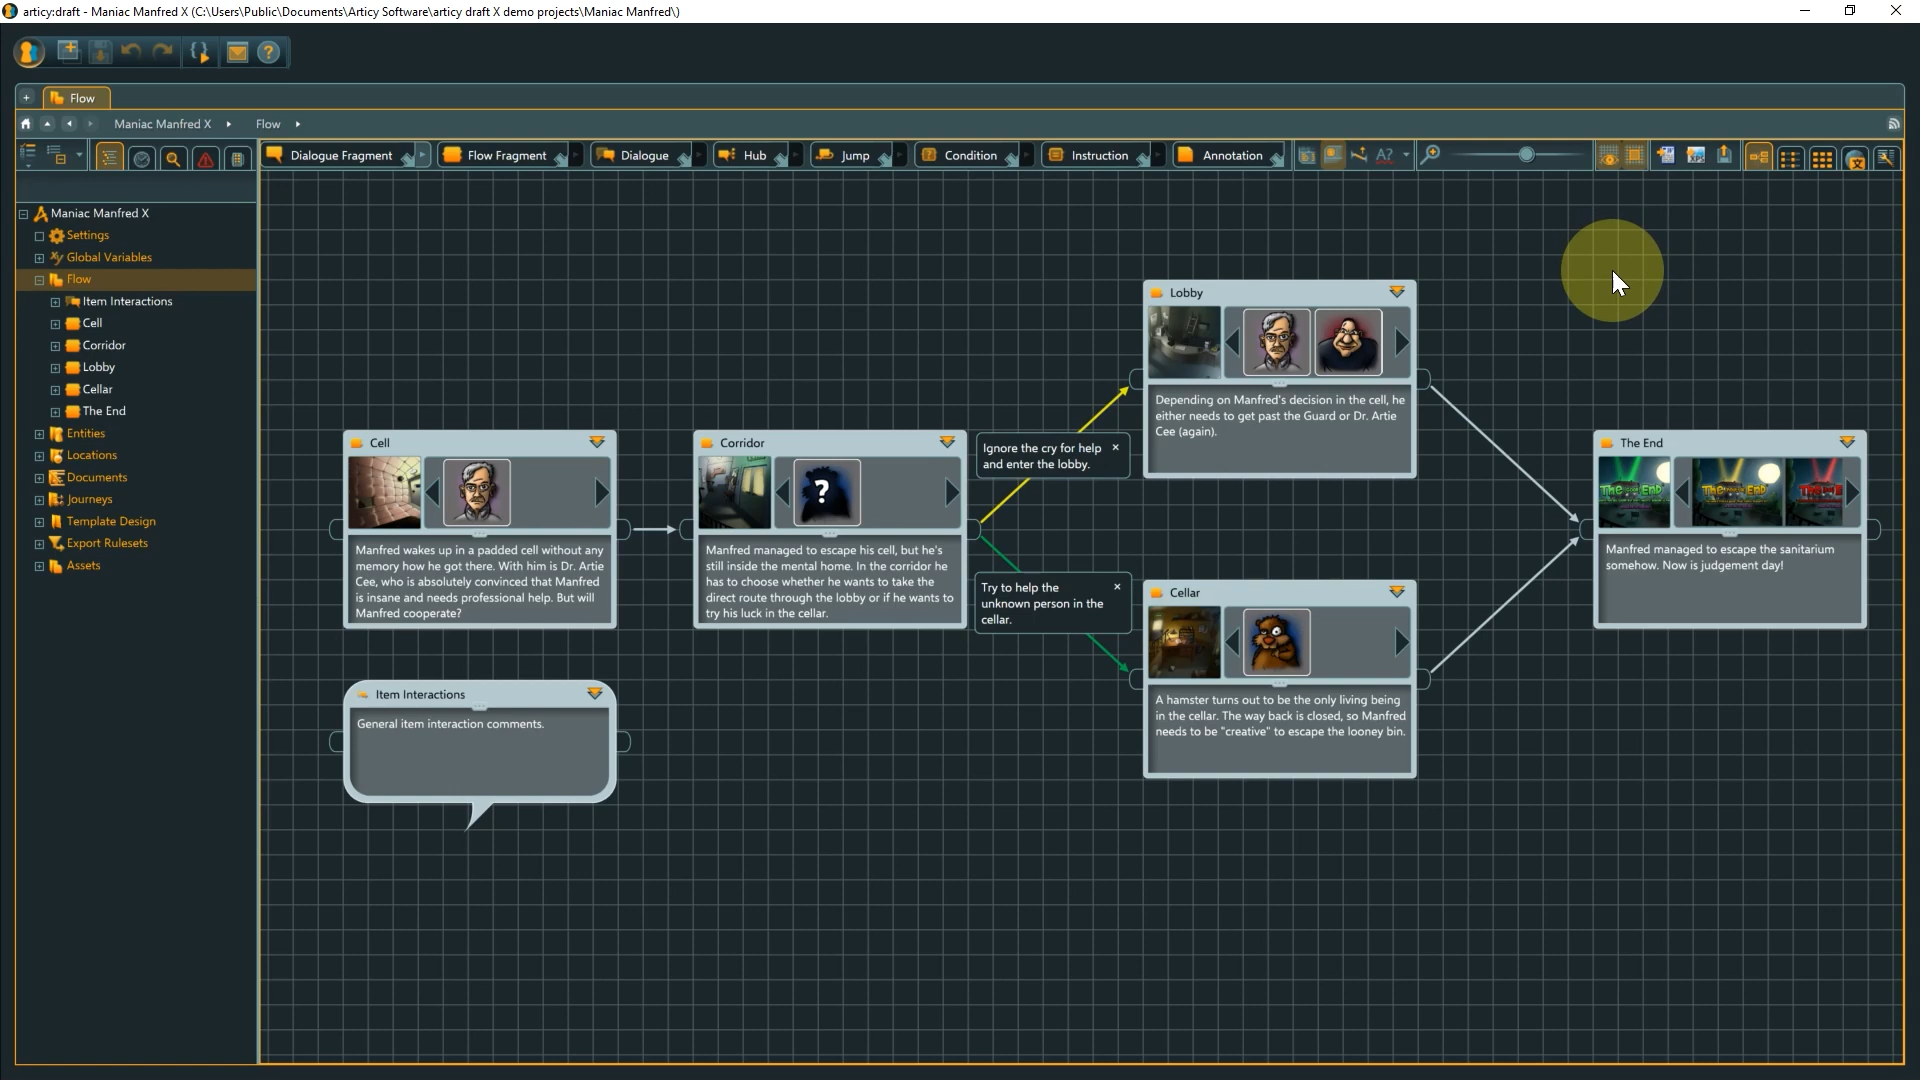 articy:draft - Maniac Manfred X (C:\Users\Public\Documents\Articy Software\articy draft X demo projects\Maniac Manfred\)
Flow
Maniac Manfred X
Flow
Dialogue Fragment
Flow Fragment
Dialogue
Hub
Jump
Condition
Instruction
Annotation
A?
Maniac Manfred X
Settings
Global Variables
Flow
Item Interactions
Cell
Corridor
Lobby
Cellar
The End
Entities
Locations
Documents
Journeys
Template Design
Export Rulesets
Assets
Cell
Manfred wakes up in a padded cell without any
memory how he got there. With him is Dr. Artie
Cee, who is absolutely convinced that Manfred
is insane and needs professional help. But will
Manfred cooperate?
Item Interactions
General item interaction comments.
Corridor
?
Manfred managed to escape his cell, but he's
still inside the mental home. In the corridor he
has to choose whether he wants to take the
direct route through the lobby or if he wants to
try his luck in the cellar.
Ignore the cry for help
and enter the lobby.
Try to help the
unknown person in the
cellar.
Lobby
Depending on Manfred's decision in the cell, he
either needs to get past the Guard or Dr. Artie
Cee (again).
Cellar
A hamster turns out to be the only living being
in the cellar. The way back is closed, so Manfred
needs to be "creative" to escape the looney bin.
The End
Manfred managed to escape the sanitarium
somehow. Now is judgement day!